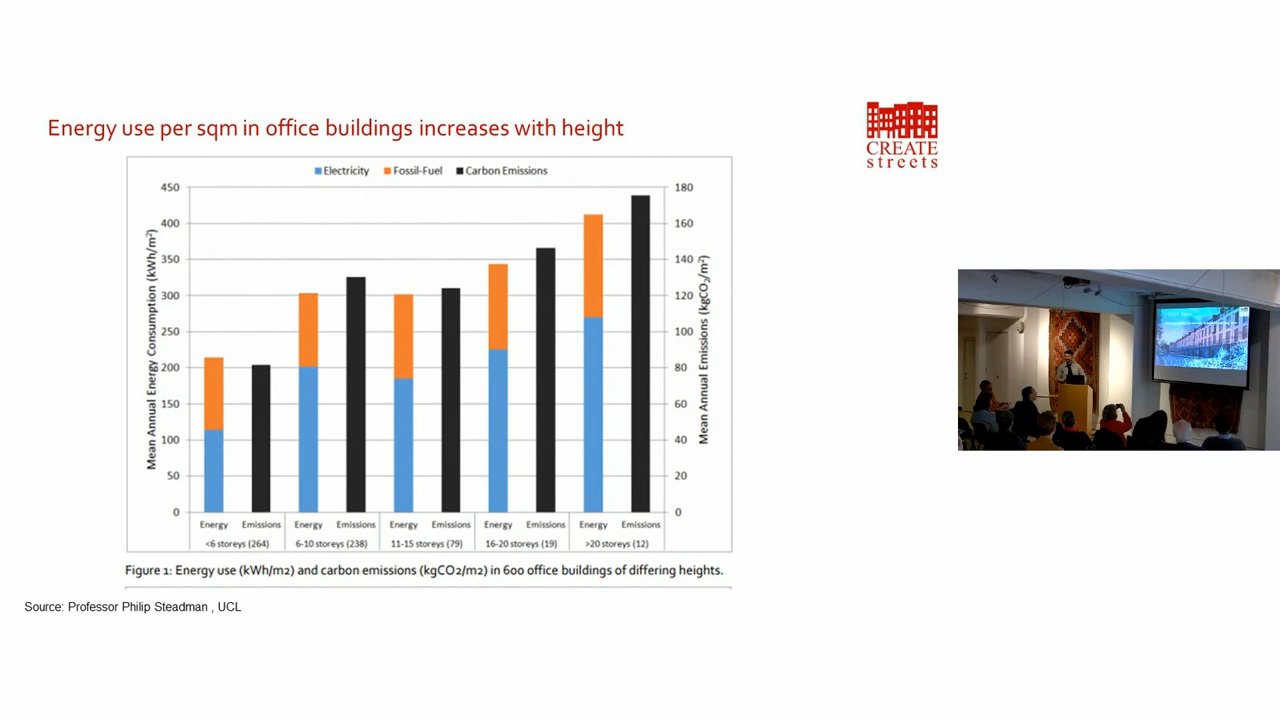 Energy use per sqm in office buildings increases with height
CREATE
streets
Electricity Fossil-Fuel Carbon Emissions
Mean Annual Energy Consumption (kWh/m²)
450
400
350
300
250
200
150
100
50
0
180
160
140
120
100
80
60
40
20
0
Mean Annual Emissions (kgCO₂/m²)
Energy Emissions Energy Emissions Energy Emissions Energy Emissions Energy Emissions
<6 storeys (264) 6-10 storeys (238) 11-15 storeys (79) 16-20 storeys (19) >20 storeys (12)
Figure 1: Energy use (kWh/m2) and carbon emissions (kgCO2/m2) in 600 office buildings of differing heights.
Source: Professor Philip Steadman , UCL